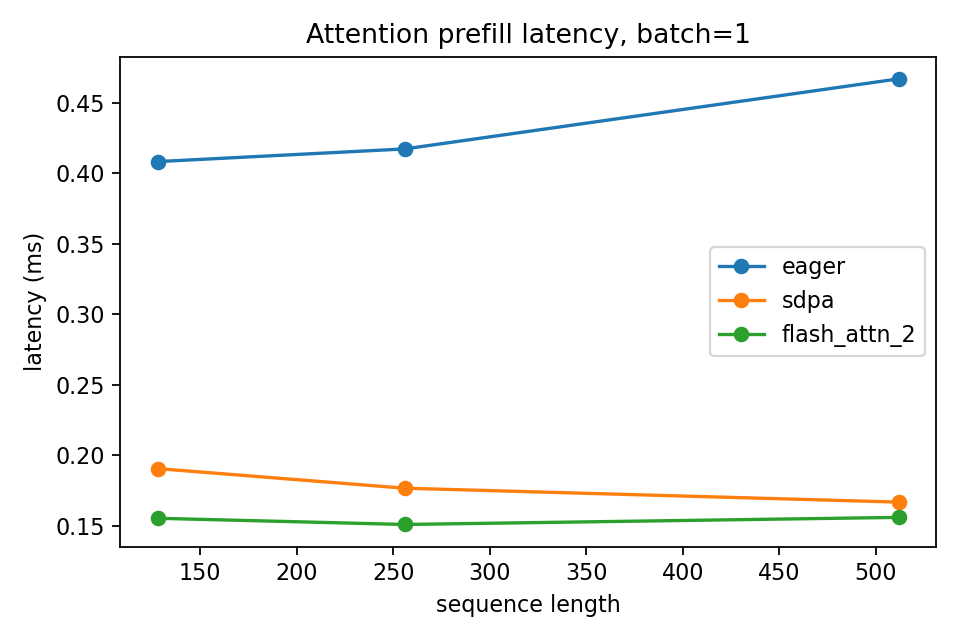 Attention prefill latency, batch=1
latency (ms)
0.45
0.40
0.35
0.30
0.25
0.20
0.15
eager
sdpa
flash_attn_2
150 200 250 300 350 400 450 500
sequence length